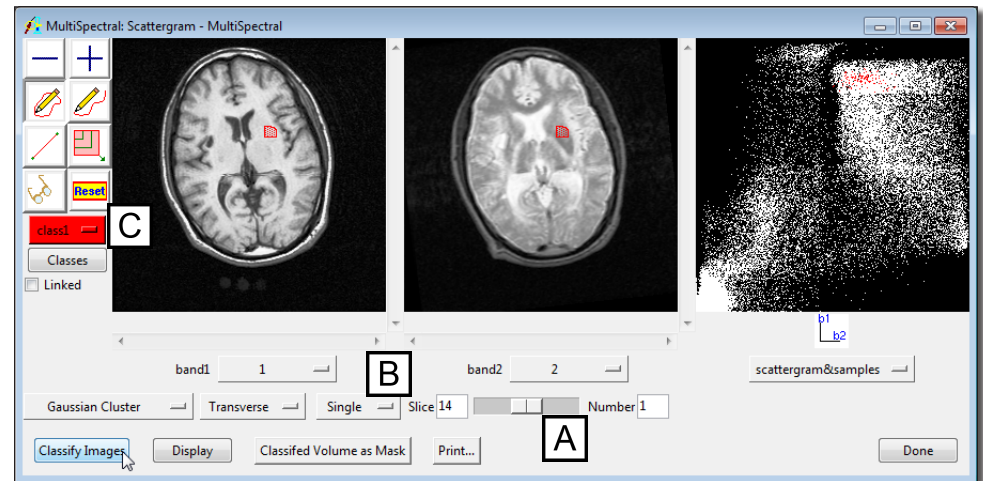 MultiSpectral: Scattergram - MultiSpectral
Reset
class1
C
Classes
Linked
b1
b2
band1 1
B
band2 2
scattergram&samples
Gaussian Cluster Transverse Single Slice 14 Number 1
A
Classify Images Display Classifed Volume as Mask Print... Done